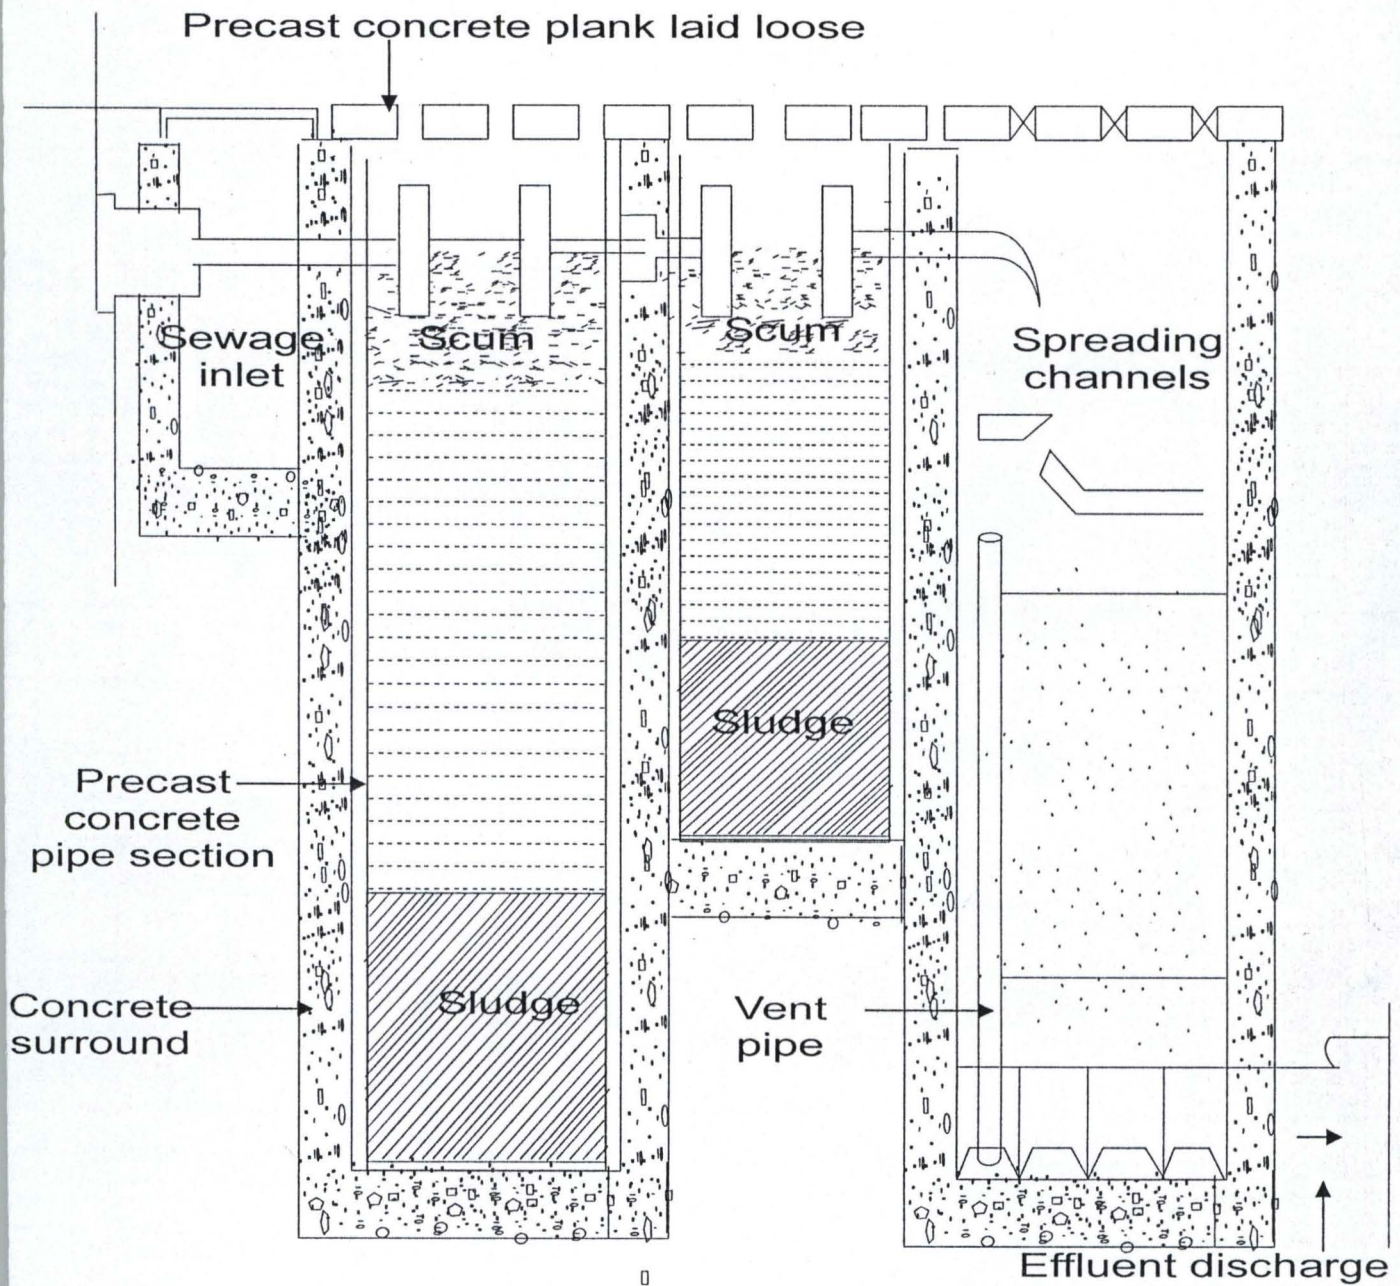 Precast concrete plank laid loose
Sewage
inlet
Scum
Scum
Spreading
channels
Sludge
Precast
concrete
pipe section
Sludge
Concrete
surround
Vent
pipe
Effluent discharge